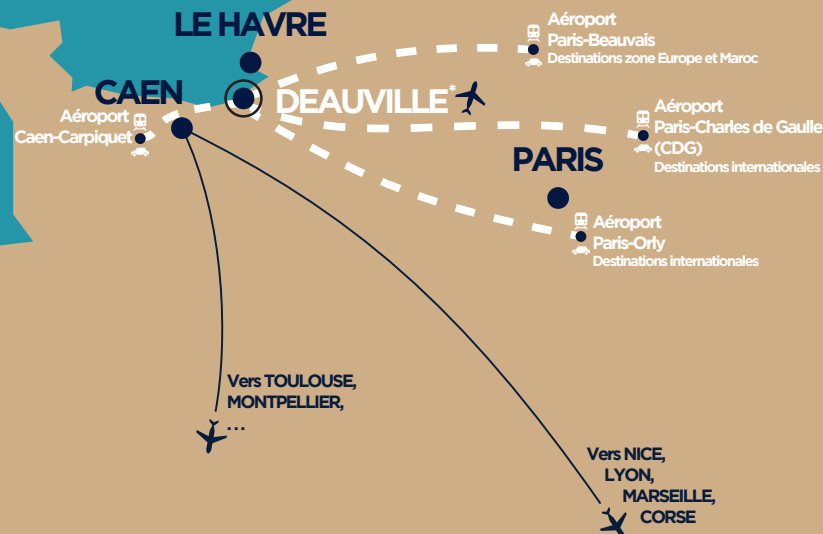 LE HAVRE
Aéroport
Paris-Beauvais
Destinations zone Europe et Maroc
CAEN
DEAUVILLE*
Aéroport
Caen-Carpiquet
Aéroport
Paris-Charles de Gaulle
(CDG)
Destinations internationales
PARIS
Aéroport
Paris-Orly
Destinations internationales
Vers TOULOUSE,
MONTPELLIER,
...
Vers NICE,
LYON,
MARSEILLE,
CORSE